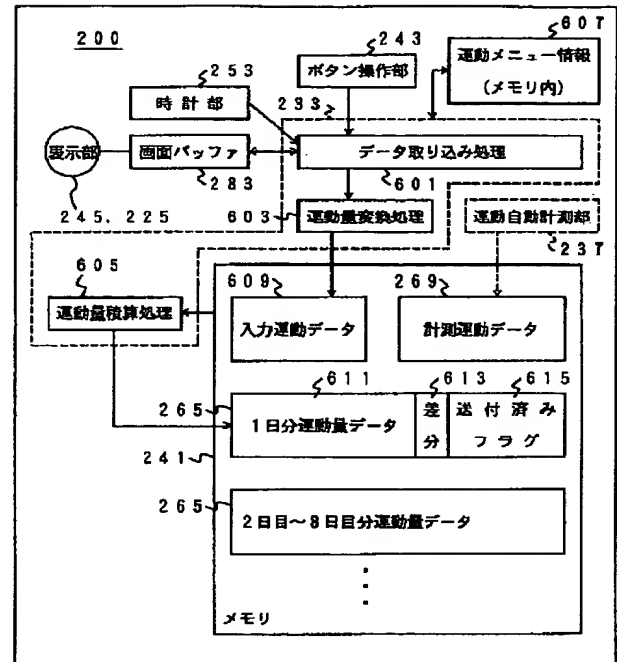 200
607
243
運動メニュー情報
(メモリ内)
253
ボタン操作部
時計部
233
表示部
画面バッファ
データ取り込み処理
283
601
245, 225
603
運動量変換処理
運動自動計測部
237
605
運動量積算処理
609
269
入力運動データ
計測運動データ
611
613
615
265
1日分運動量データ
差
分
送付済み
フラグ
241
265
2日目〜8日目分運動量データ
メモリ